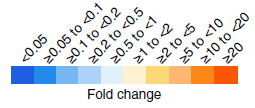 <0.05
≥0.05 to <0.1
≥0.1 to <0.2
≥0.2 to <0.5
≥0.5 to <1
≥1 to <2
≥2 to <5
≥5 to <10
≥10 to <20
≥20
Fold change